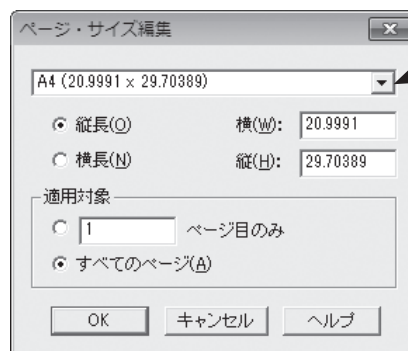 ページ・サイズ編集
A4 (20.9991 x 29.70389)
縦長(O) 横(W): 20.9991
横長(N) 縦(H): 29.70389
適用対象
1 ページ目のみ
すべてのページ(A)
OK キャンセル ヘルプ